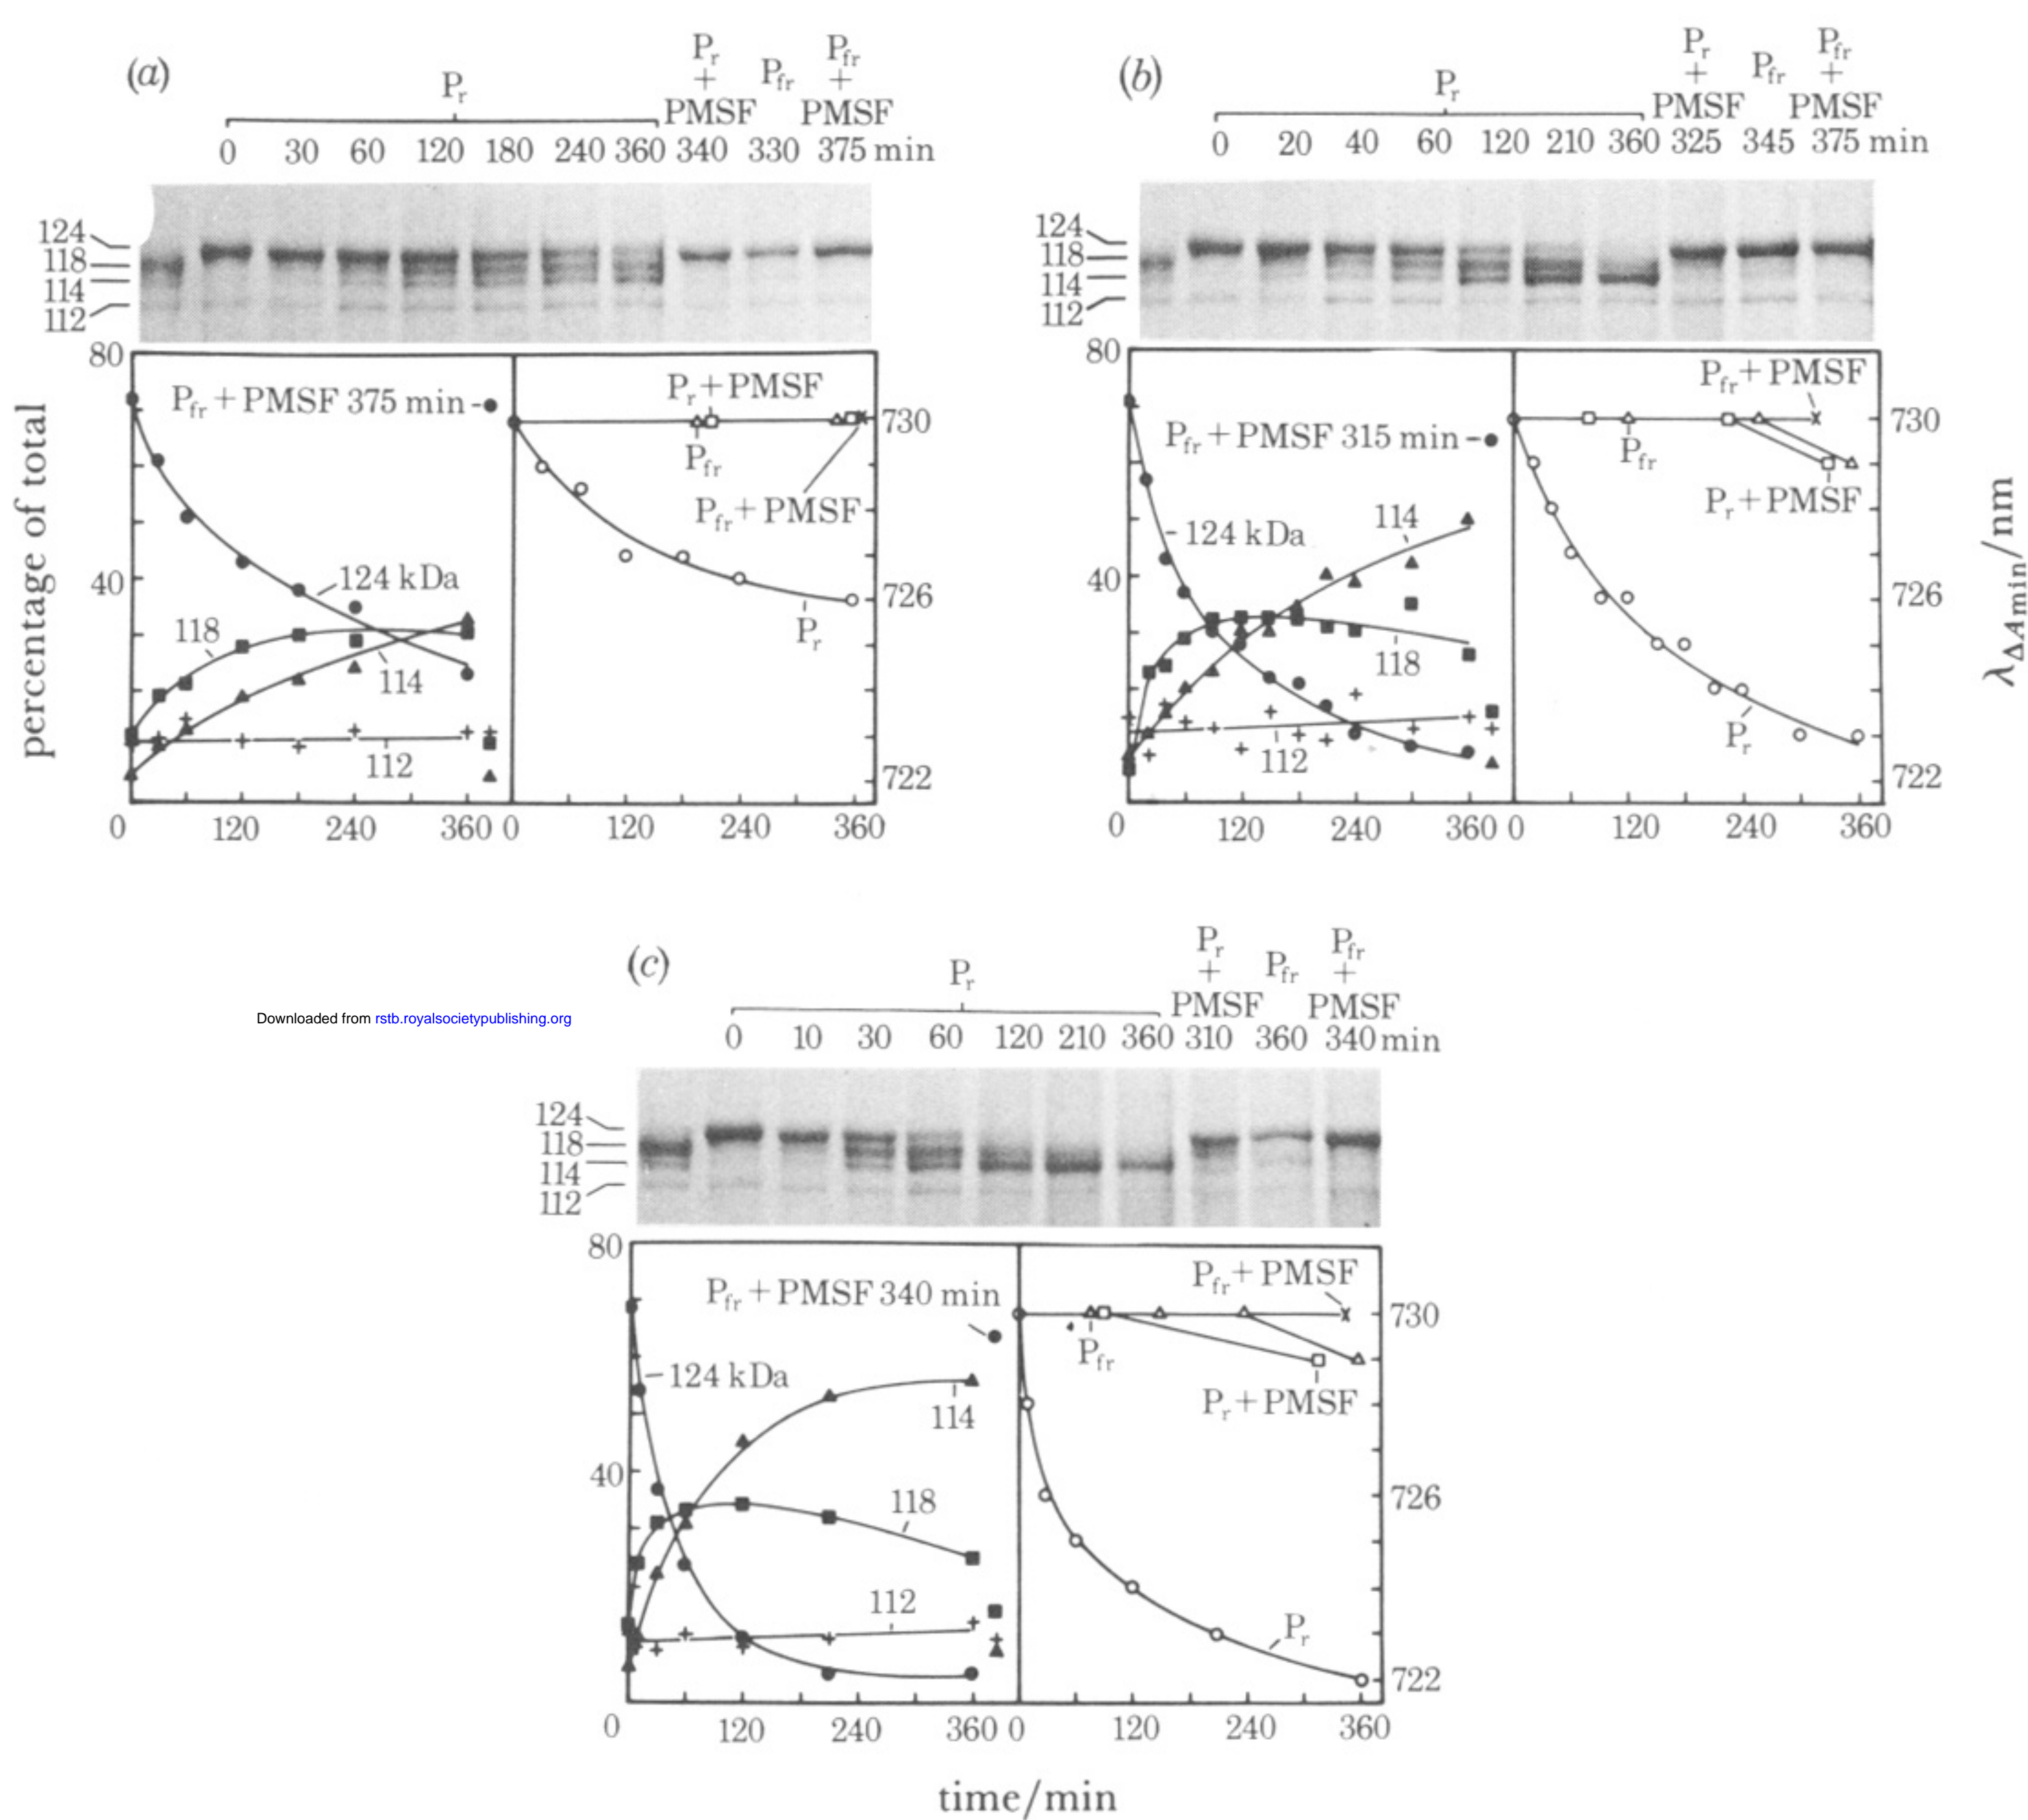 (a)
Pr
Pr + PMSF
Pfr
Pfr + PMSF
0 30 60 120 180 240 360 340 330 375 min
124
118
114
112
80
40
percentage of total
Pfr + PMSF 375 min
124 kDa
118
114
112
0 120 240 360
Pr + PMSF
Pfr
Pfr + PMSF
Pr
730
726
722
0 120 240 360
(b)
Pr
Pr + PMSF
Pfr
Pfr + PMSF
0 20 40 60 120 210 360 325 345 375 min
124
118
114
112
80
40
Pfr + PMSF 315 min
124 kDa
114
118
112
0 120 240 360
Pfr + PMSF
Pfr
Pr + PMSF
Pr
730
726
722
λΔAmin/nm
0 120 240 360
Downloaded from rstb.royalsocietypublishing.org
(c)
Pr
Pr + PMSF
Pfr
Pfr + PMSF
0 10 30 60 120 210 360 310 360 340 min
124
118
114
112
80
40
Pfr + PMSF 340 min
124 kDa
114
118
112
0 120 240 360
Pfr + PMSF
Pfr
Pr + PMSF
Pr
730
726
722
0 120 240 360
time/min